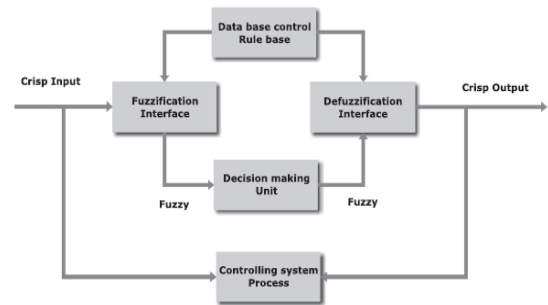 Data base control
Rule base
Crisp Input
Fuzzification
Interface
Defuzzification
Interface
Crisp Output
Decision making
Unit
Fuzzy
Fuzzy
Controlling system
Process